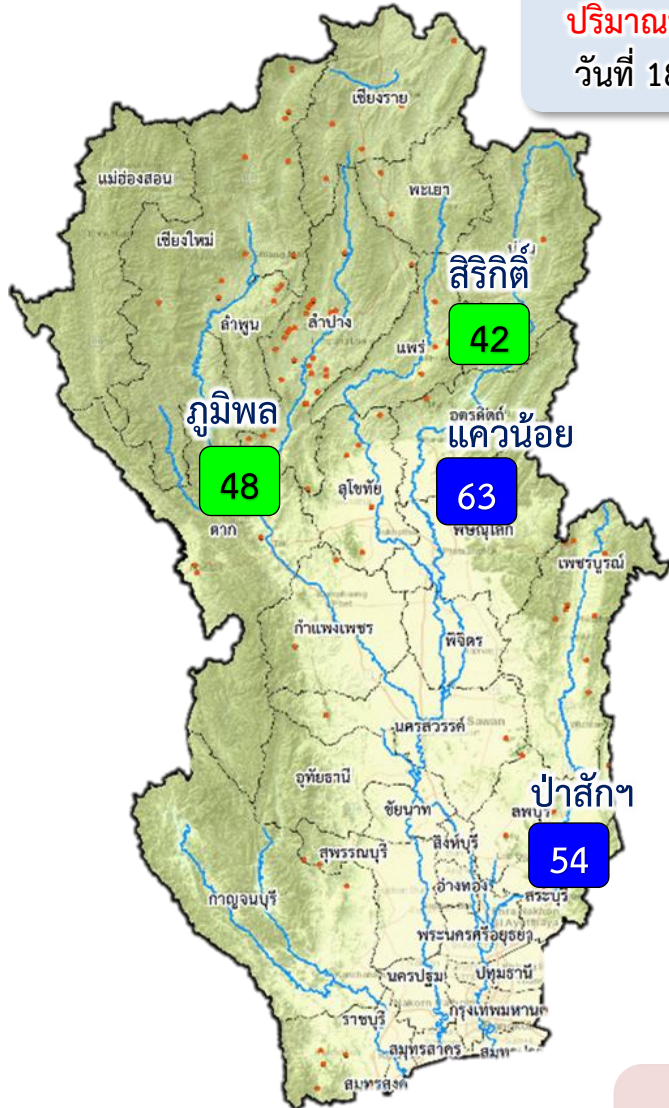 ปริมาณ
วันที่ 18
เชียงราย
แม่ฮ่องสอน
พะเยา
เชียงใหม่
สิริกิติ์
42
ลำพูน
ลำปาง
แพร่
ภูมิพล
48
อุตรดิตถ์
แควน้อย
63
สุโขทัย
ตาก
พิษณุโลก
เพชรบูรณ์
กำแพงเพชร
พิจิตร
นครสวรรค์
Sawan
อุทัยธานี
ป่าสักฯ
54
ชัยนาท
ลพบุรี
สิงห์บุรี
สุพรรณบุรี
อ่างทอง
สระบุรี
กาญจนบุรี
พระนครศรีอยุธยา
นครปฐม
ปทุมธานี
ราชบุรี
กรุงเทพมหานค
สมุทรสาคร
สมุทรสงค